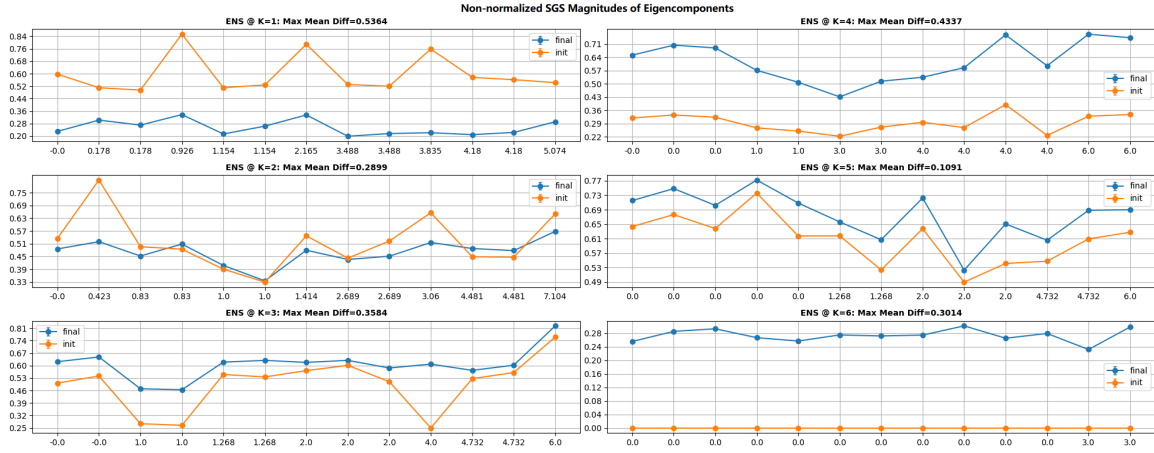 Non-normalized SGS Magnitudes of Eigencomponents
ENS @ K=1: Max Mean Diff=0.5364
0.84
0.76
0.68
0.60
0.52
0.44
0.36
0.28
0.20
final
init
-0.0 0.178 0.178 0.926 1.154 1.154 2.165 3.488 3.488 3.835 4.18 4.18 5.074
ENS @ K=4: Max Mean Diff=0.4337
0.71
0.64
0.57
0.50
0.43
0.36
0.29
0.22
final
init
-0.0 0.0 0.0 1.0 1.0 3.0 3.0 4.0 4.0 4.0 4.0 6.0 6.0
ENS @ K=2: Max Mean Diff=0.2899
0.75
0.69
0.63
0.57
0.51
0.45
0.39
0.33
final
init
-0.0 0.423 0.83 0.83 1.0 1.0 1.414 2.689 2.689 3.06 4.481 4.481 7.104
ENS @ K=5: Max Mean Diff=0.1091
0.77
0.73
0.69
0.65
0.61
0.57
0.53
0.49
final
init
0.0 0.0 0.0 0.0 0.0 1.268 1.268 2.0 2.0 2.0 4.732 4.732 6.0
ENS @ K=3: Max Mean Diff=0.3584
0.81
0.74
0.67
0.60
0.53
0.46
0.39
0.32
0.25
final
init
-0.0 -0.0 1.0 1.0 1.268 1.268 2.0 2.0 2.0 4.0 4.732 4.732 6.0
ENS @ K=6: Max Mean Diff=0.3014
0.28
0.24
0.20
0.16
0.12
0.08
0.04
0.00
final
init
0.0 0.0 0.0 0.0 0.0 0.0 0.0 0.0 0.0 0.0 0.0 3.0 3.0